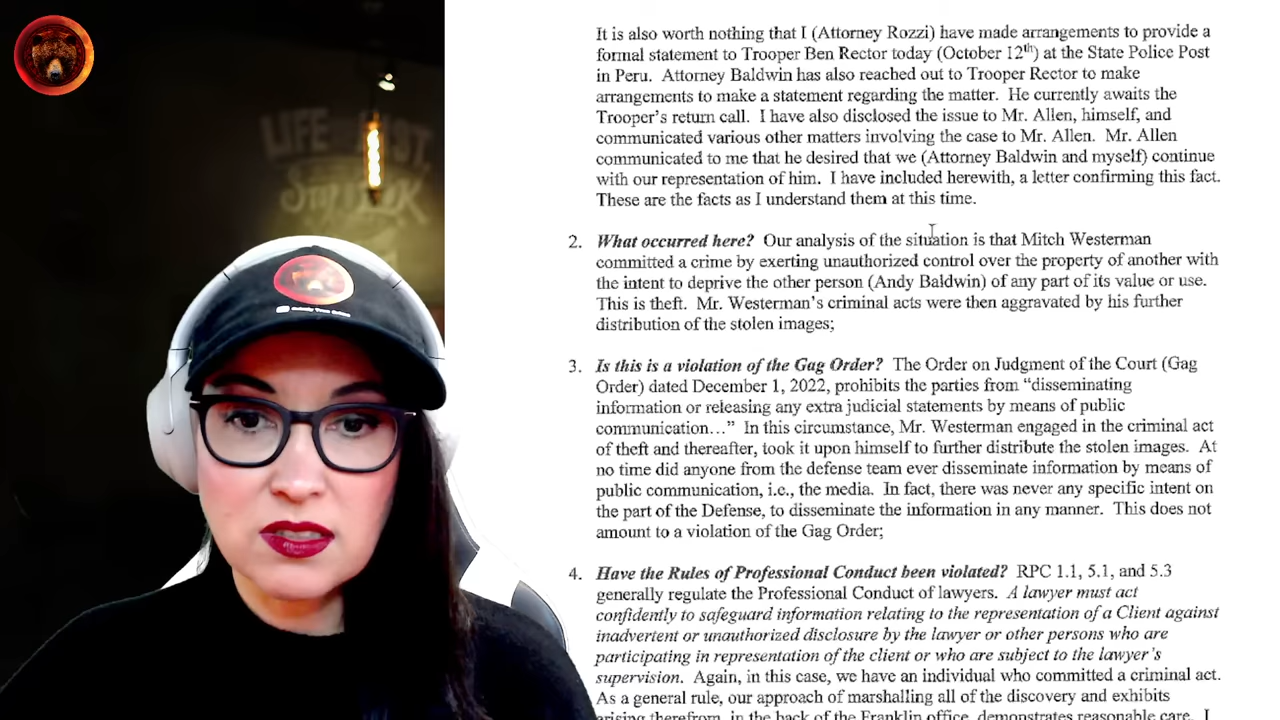 LIFE
It is also worth nothing that I (Attorney Rozzi) have made arrangements to provide a
formal statement to Trooper Ben Rector today (October 12th) at the State Police Post
in Peru. Attorney Baldwin has also reached out to Trooper Rector to make
arrangements to make a statement regarding the matter. He currently awaits the
Trooper's return call. I have also disclosed the issue to Mr. Allen, himself, and
communicated various other matters involving the case to Mr. Allen. Mr. Allen
communicated to me that he desired that we (Attorney Baldwin and myself) continue
with our representation of him. I have included herewith, a letter confirming this fact.
These are the facts as I understand them at this time.
2. What occurred here? Our analysis of the situation is that Mitch Westerman
committed a crime by exerting unauthorized control over the property of another with
the intent to deprive the other person (Andy Baldwin) of any part of its value or use.
This is theft. Mr. Westerman's criminal acts were then aggravated by his further
distribution of the stolen images;
3. Is this is a violation of the Gag Order? The Order on Judgment of the Court (Gag
Order) dated December 1, 2022, prohibits the parties from “disseminating
information or releasing any extra judicial statements by means of public
communication…” In this circumstance, Mr. Westerman engaged in the criminal act
of theft and thereafter, took it upon himself to further distribute the stolen images. At
no time did anyone from the defense team ever disseminate information by means of
public communication, i.e., the media. In fact, there was never any specific intent on
the part of the Defense, to disseminate the information in any manner. This does not
amount to a violation of the Gag Order;
4. Have the Rules of Professional Conduct been violated? RPC 1.1, 5.1, and 5.3
generally regulate the Professional Conduct of lawyers. A lawyer must act
confidently to safeguard information relating to the representation of a Client against
inadvertent or unauthorized disclosure by the lawyer or other persons who are
participating in representation of the client or who are subject to the lawyer's
supervision. Again, in this case, we have an individual who committed a criminal act.
As a general rule, our approach of marshalling all of the discovery and exhibits
arising therefrom, in the back of the Franklin office, demonstrates reasonable care. I